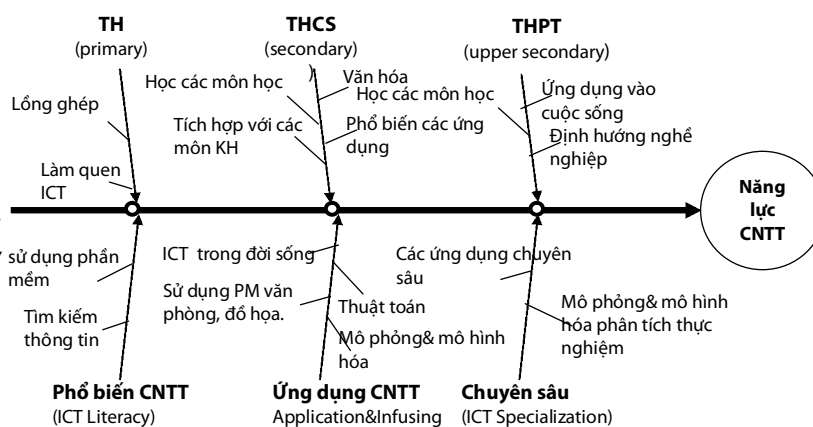 TH
(primary)
THCS
(secondary
)
THPT
(upper secondary)
Lồng ghép
Làm quen
ICT
Học các môn học
Văn hóa
Tích hợp với các
môn KH
Phổ biến các ứng
dụng
Học các môn học
Ứng dụng vào
cuộc sống
Định hướng nghề
nghiệp
Năng
lực
CNTT
sử dụng phần
mềm
Tìm kiếm
thông tin
ICT trong đời sống
Sử dụng PM văn
phòng, đồ họa.
Thuật toán
Mô phỏng& mô hình
hóa
Các ứng dụng chuyên
sâu
Mô phỏng& mô hình
hóa phân tích thực
nghiệm
Phổ biến CNTT
(ICT Literacy)
Ứng dụng CNTT
Application&Infusing
Chuyên sâu
(ICT Specialization)